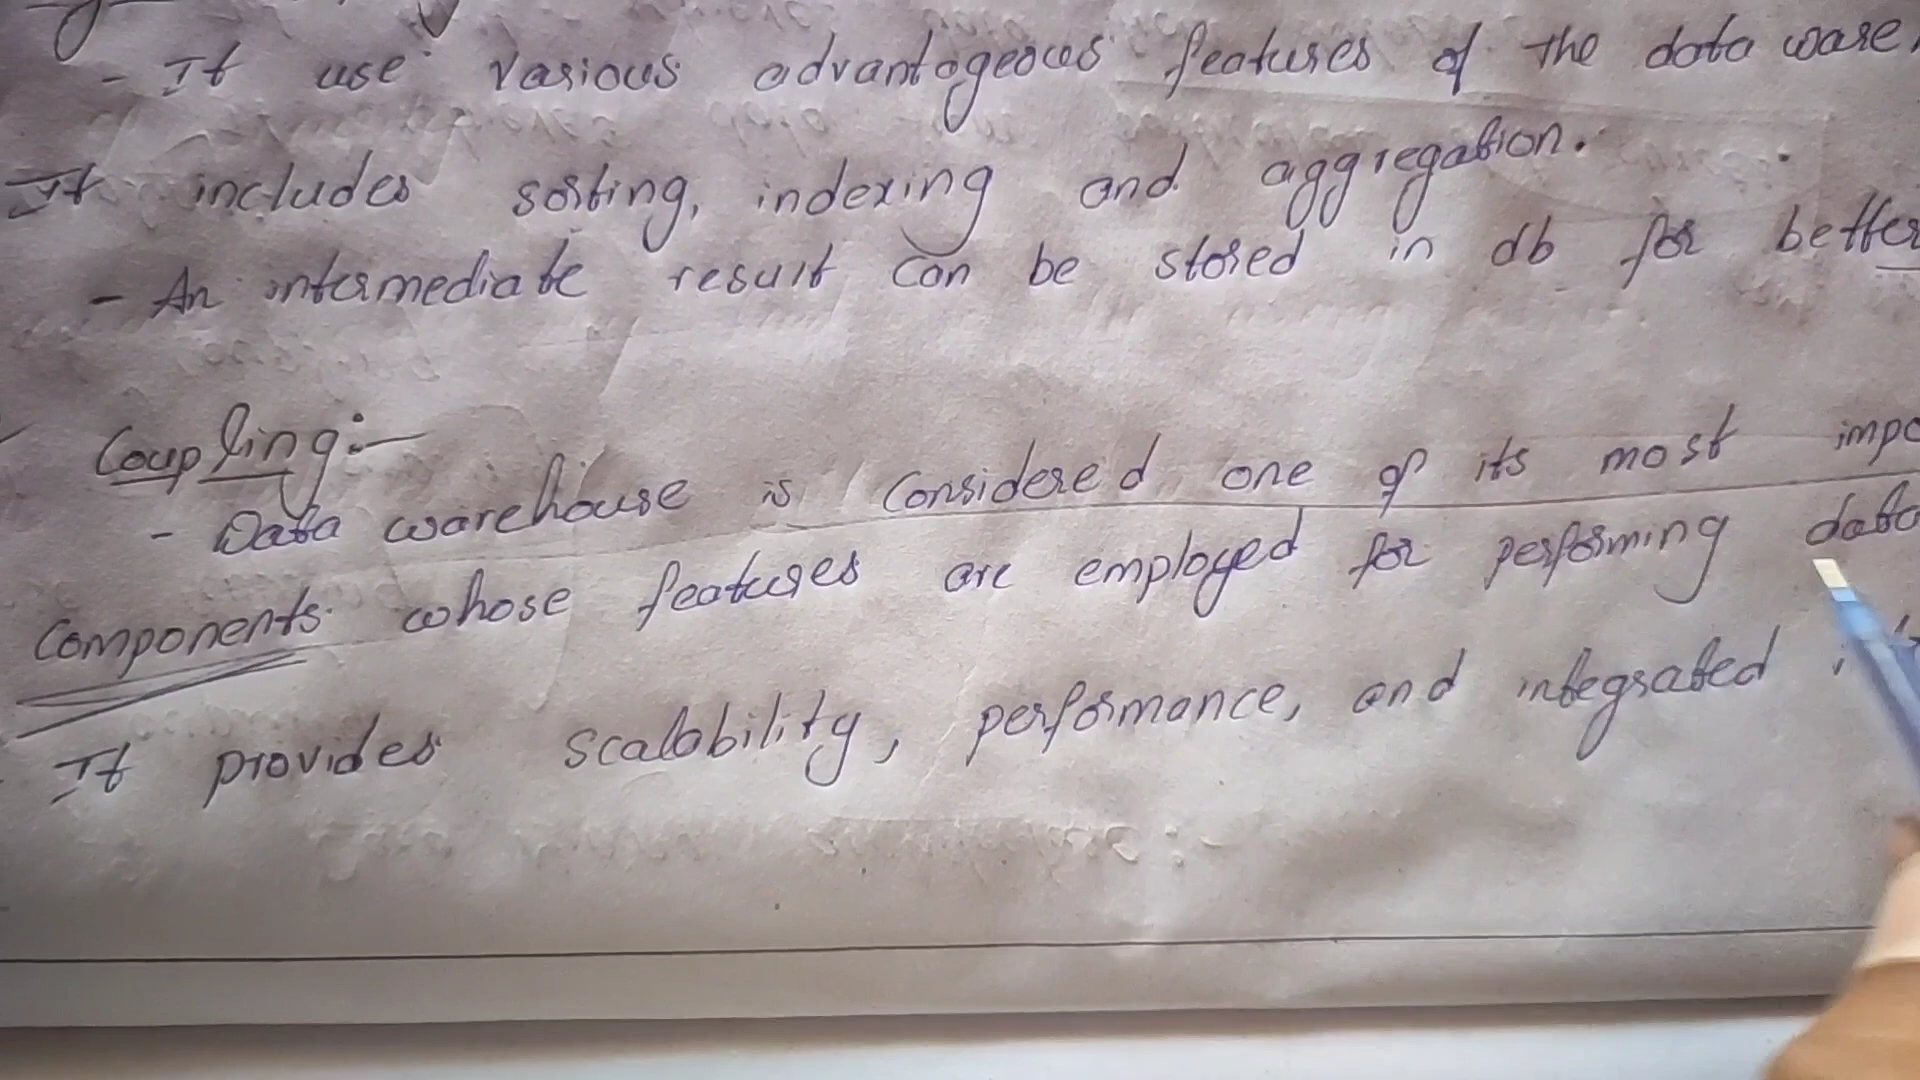 - It use various advantageous features of the data ware
It includes sorting, indexing and aggregation.
- An intermediate result can be stored in db for better
Coupling:-
- Data warehouse is considered one of its most impo
Components whose features are employed for performing data
It provides scalability, performance, and integrated